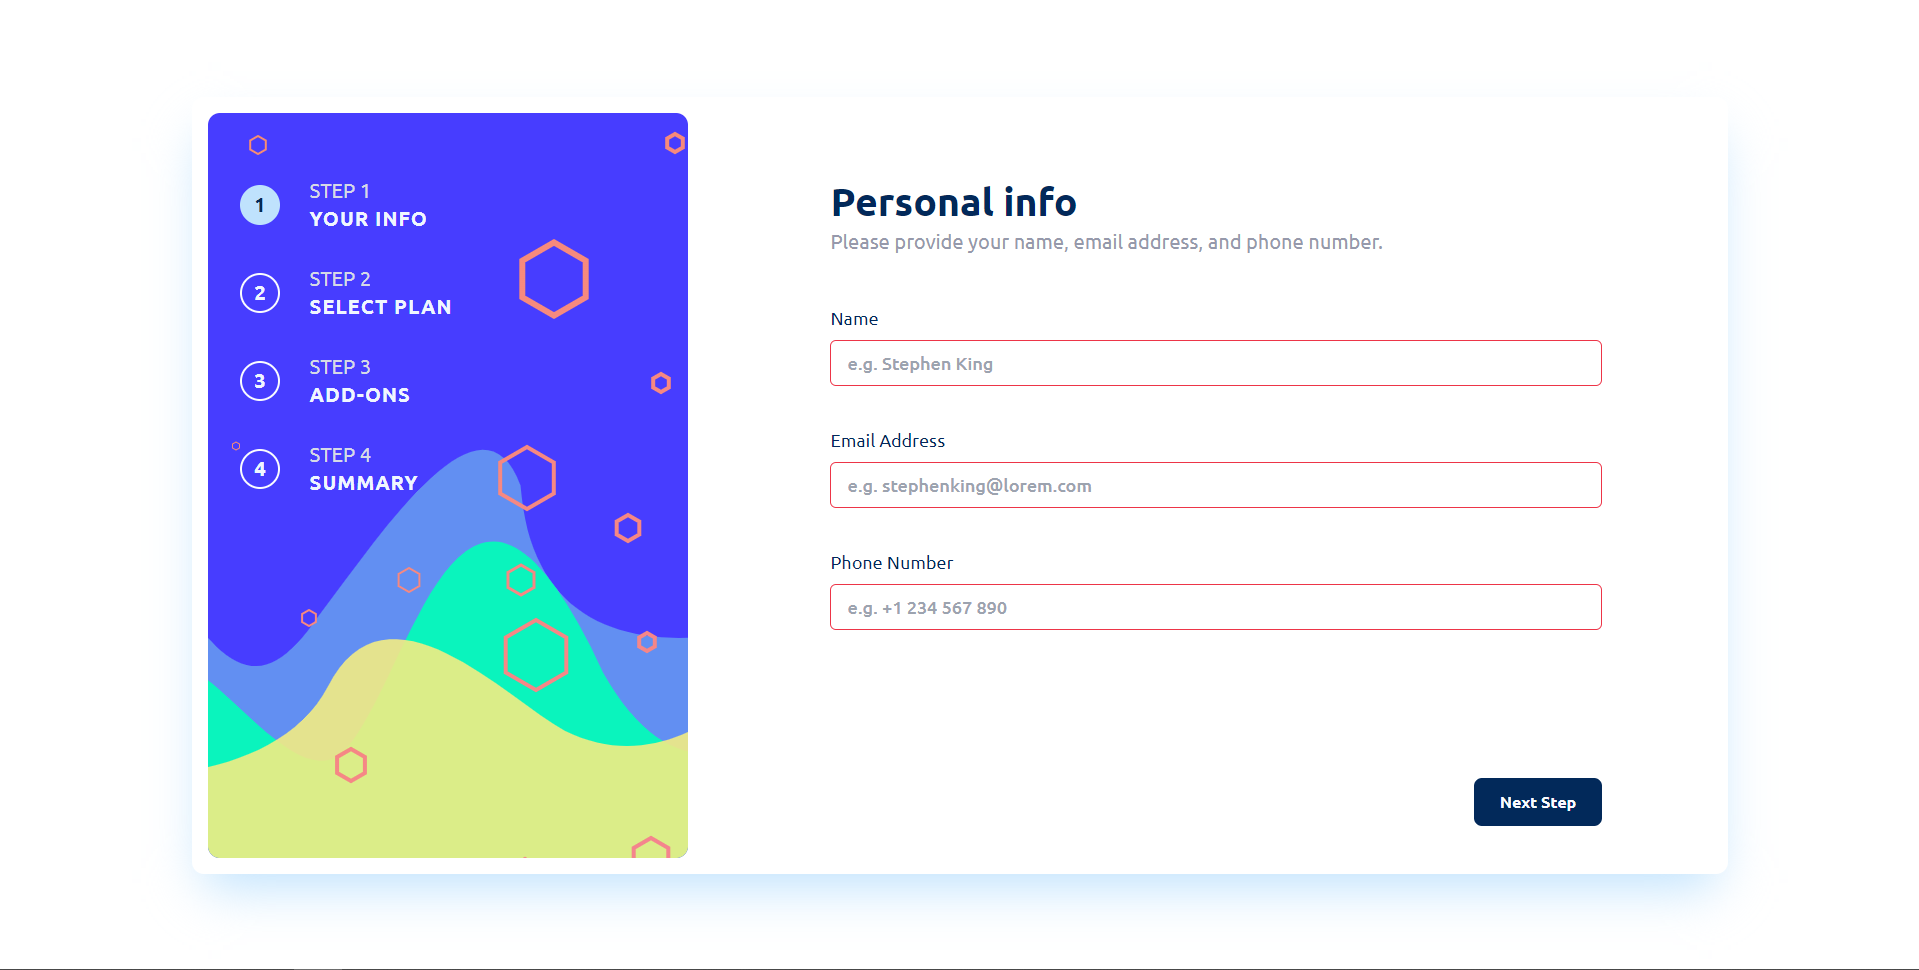 1
STEP 1
YOUR INFO
2
STEP 2
SELECT PLAN
3
STEP 3
ADD-ONS
4
STEP 4
SUMMARY
Personal info
Please provide your name, email address, and phone number.
Name
e.g. Stephen King
Email Address
e.g. stephenking@lorem.com
Phone Number
e.g. +1 234 567 890
Next Step